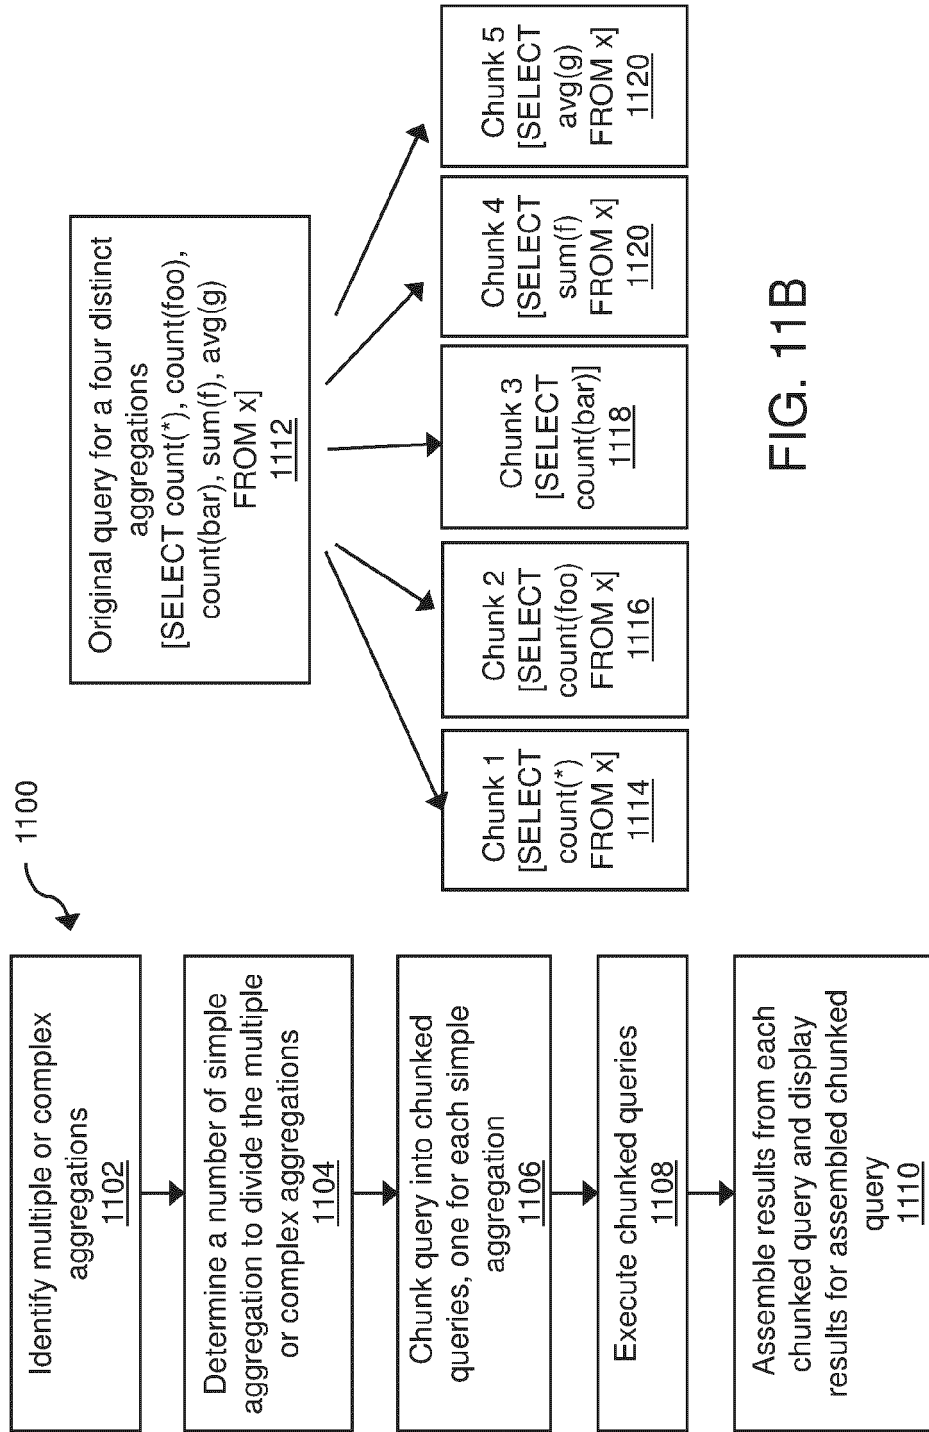 1100
Identify multiple or complex
aggregations
1102
Determine a number of simple
aggregation to divide the multiple
or complex aggregations
1104
Chunk query into chunked
queries, one for each simple
aggregation
1106
Execute chunked queries
1108
Assemble results from each
chunked query and display
results for assembled chunked
query
1110
Original query for a four distinct
aggregations
[SELECT count(*), count(foo),
count(bar), sum(f), avg(g)
FROM x]
1112
Chunk 1
[SELECT
count(*)
FROM x]
1114
Chunk 2
[SELECT
count(foo)
FROM x]
1116
Chunk 3
[SELECT
count(bar)]
1118
Chunk 4
[SELECT
sum(f)
FROM x]
1120
Chunk 5
[SELECT
avg(g)
FROM x]
1120
FIG. 11B